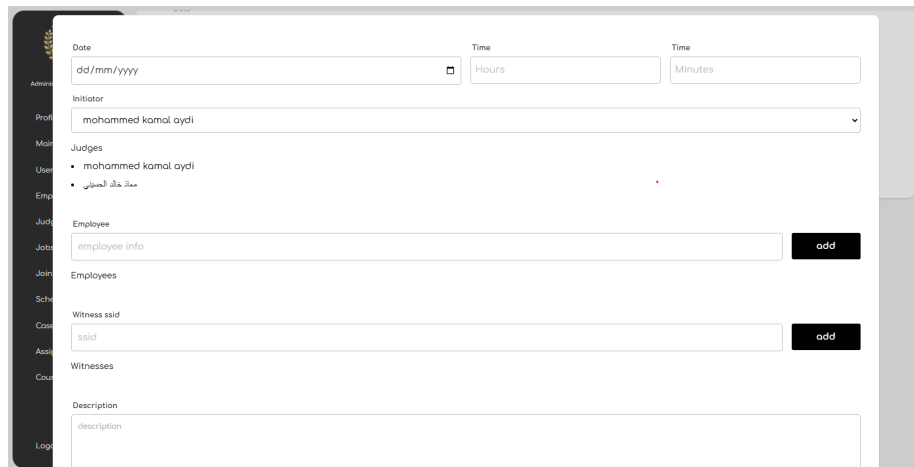 Date
Time
Time
dd/mm/yyyy
Hours
Minutes
Initiator
mohammed kamal aydi
Judges
mohammed kamal aydi
معاذ خالد الحسيني
Employee
employee info
add
Employees
Witness ssid
ssid
add
Witnesses
Description
description
Adminis
Profi
Main
User
Emp
Judg
Jobs
Join
Sche
Case
Assig
Cour
Logo